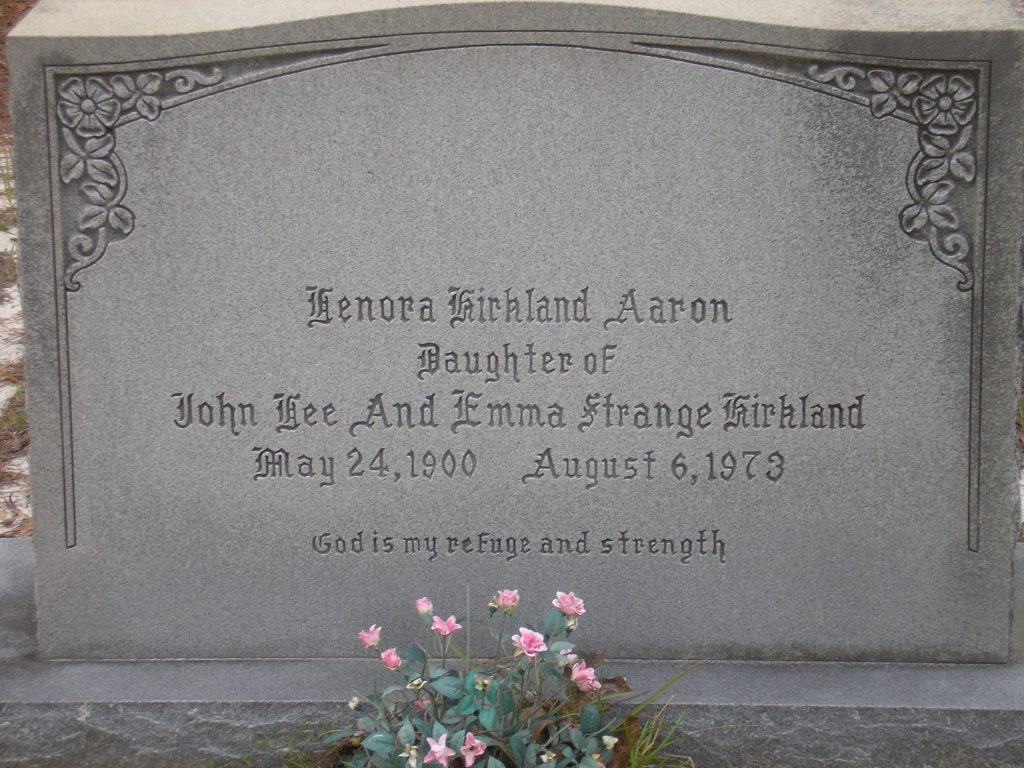 Lenora Kirkland Aaron
Daughter of
John Lee And Emma Strange Kirkland
May 24, 1900 August 6, 1973
God is my refuge and strength